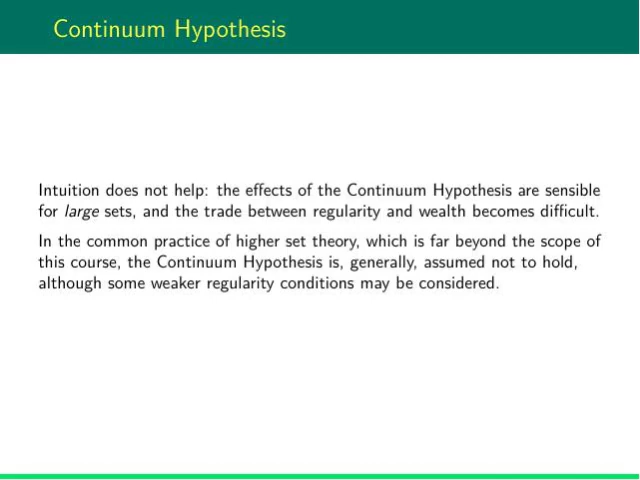 Continuum Hypothesis
Intuition does not help: the effects of the Continuum Hypothesis are sensible
for large sets, and the trade between regularity and wealth becomes difficult.
In the common practice of higher set theory, which is far beyond the scope of
this course, the Continuum Hypothesis is, generally, assumed not to hold,
although some weaker regularity conditions may be considered.